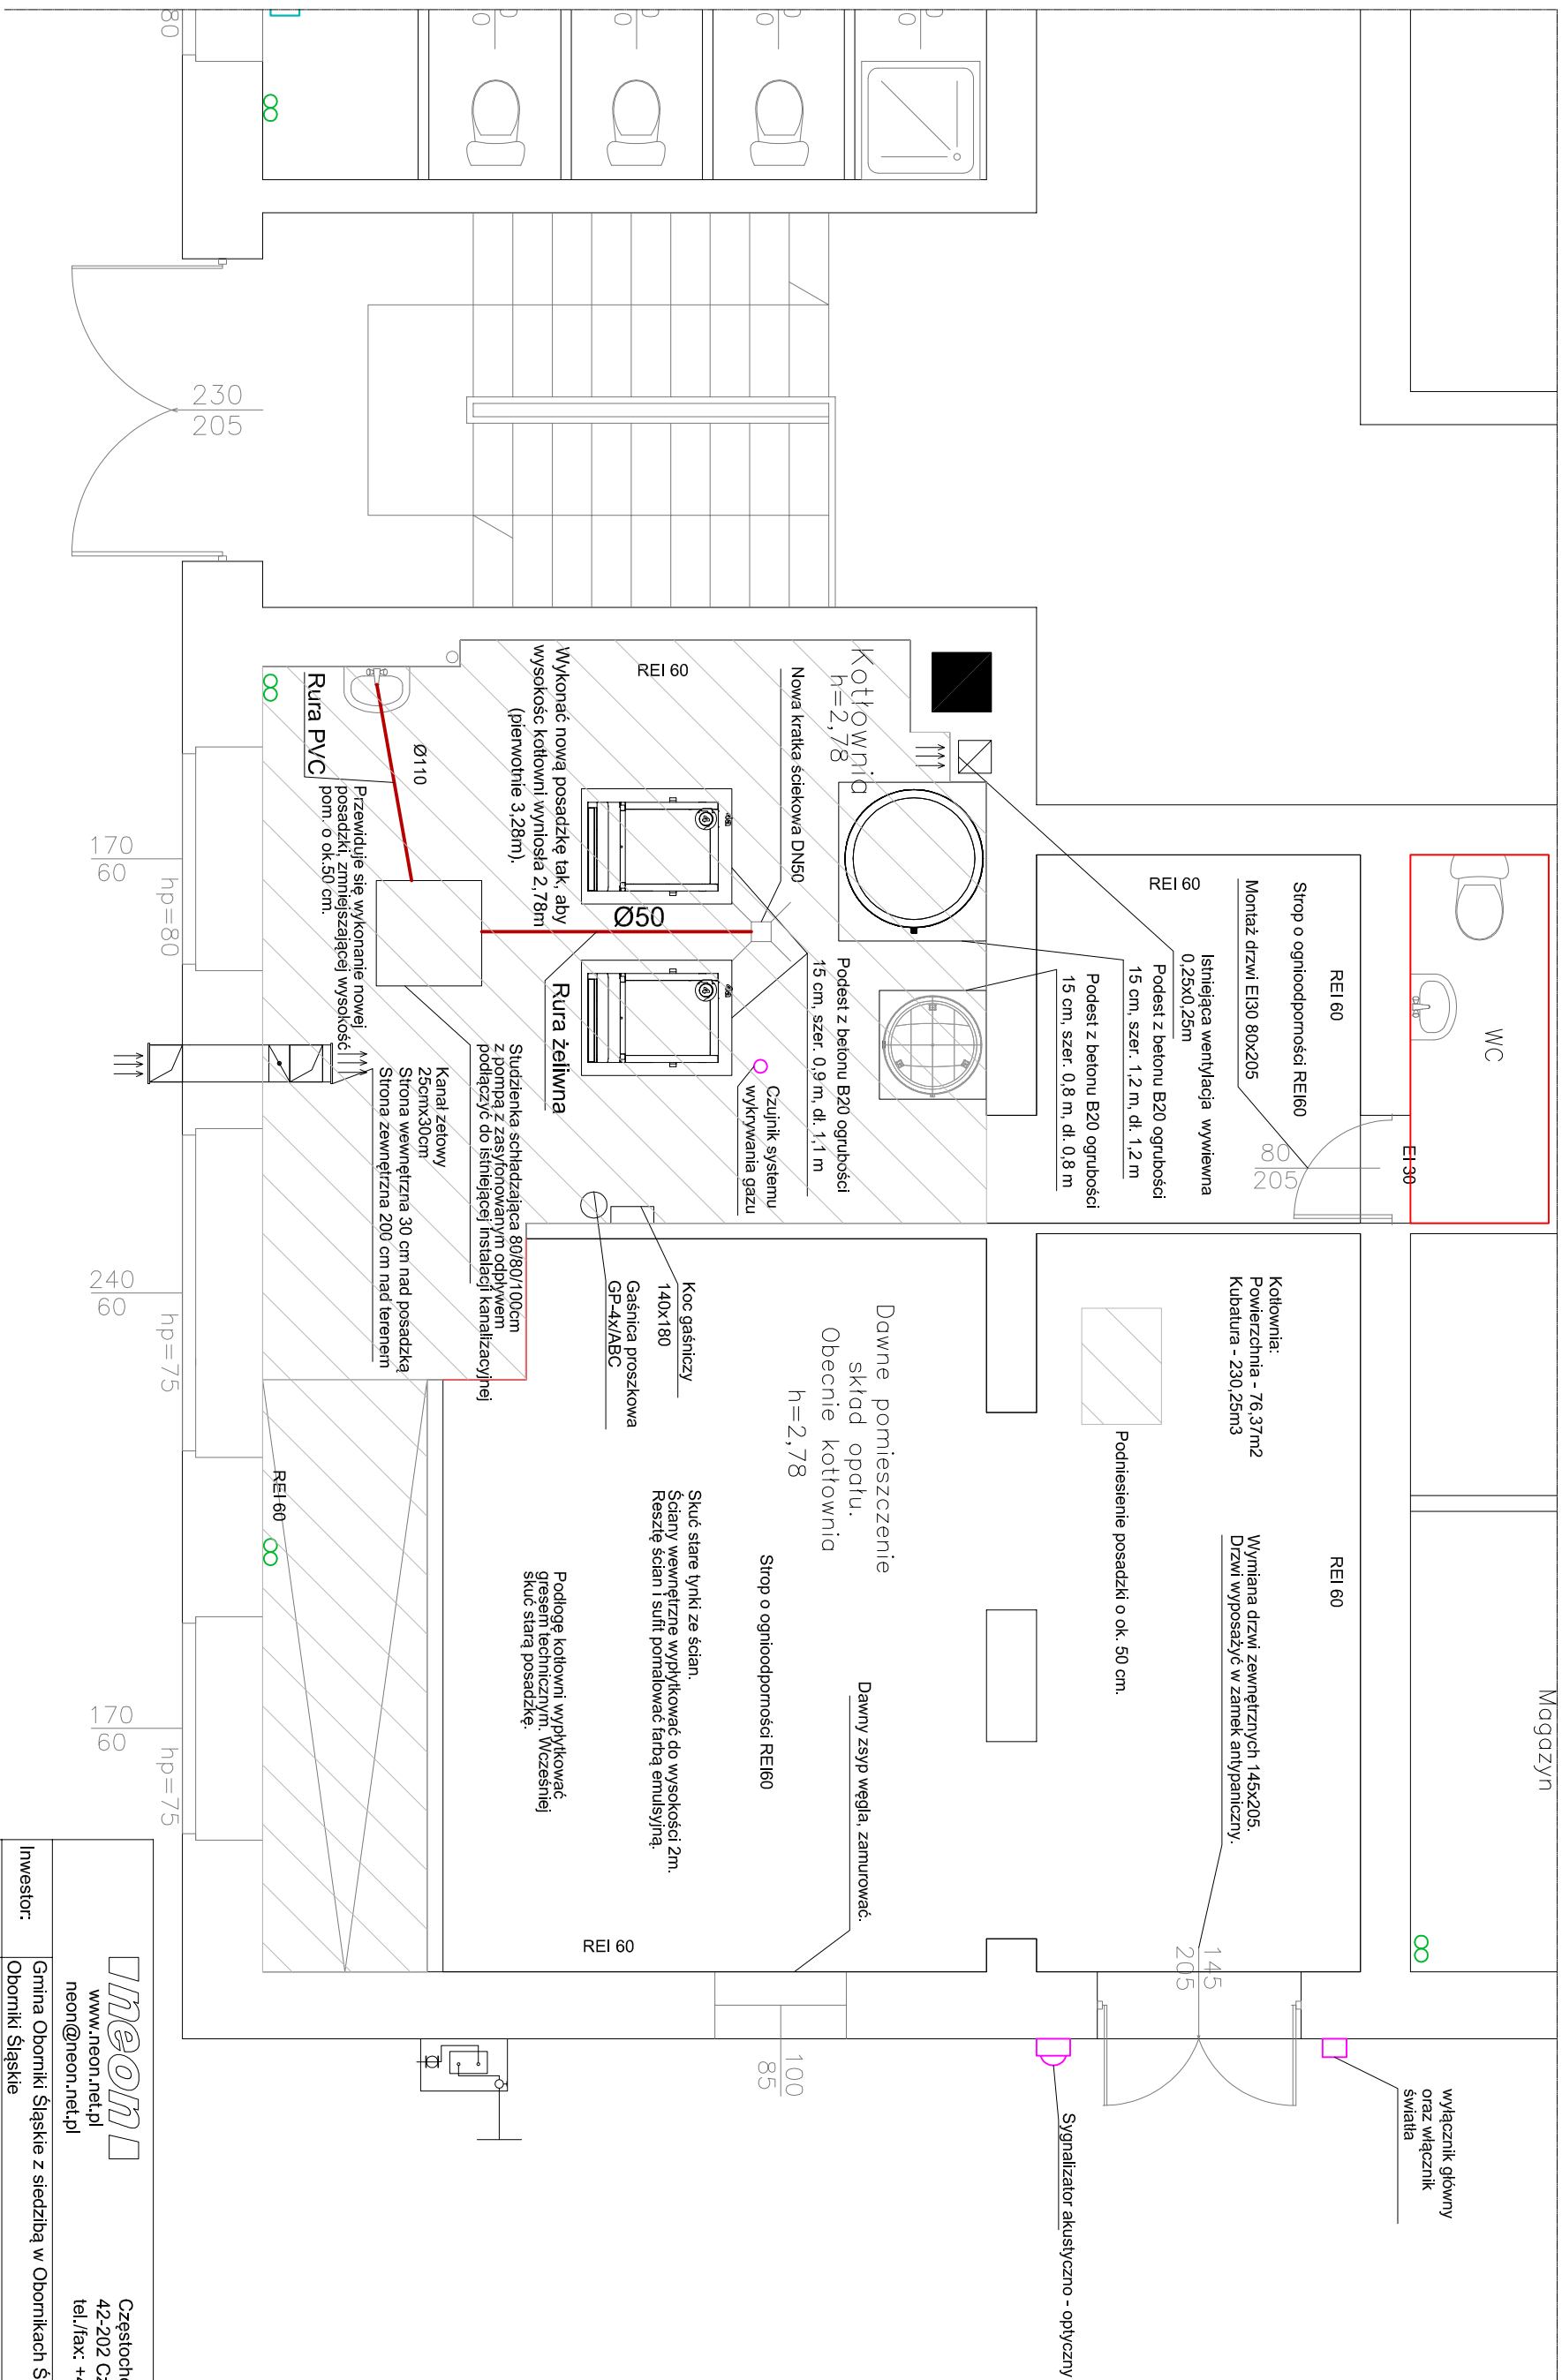 Magazyn
WC
wyłącznik główny
oraz włącznik
światła
EI 30
REI 60
Strop o ognioodporności REI60
Montaż drzwi EI30 80x205
80
205
REI 60
Istniejąca wentylacja wywiewna
0,25x0,25m
Podest z betonu B20 ogrubości
15 cm, szer. 1,2 m, dł. 1,2 m
Podest z betonu B20 ogrubości
15 cm, szer. 0,8 m, dł. 0,8 m
Kotłownia:
Powierzchnia - 76,37m2
Kubatura - 230,25m3
REI 60
Wymiana drzwi zewnętrznych 145x205.
Drzwi wyposażyć w zamek antypaniczny.
Podniesienie posadzki o ok. 50 cm.
145
205
Sygnalizator akustyczno - optyczny
Kotłownia
h=2,78
Nowa kratka ściekowa DN50
Podest z betonu B20 ogrubości
15 cm, szer. 0,9 m, dł. 1,1 m
Czujnik systemu
wykrywania gazu
REI 60
Ø50
Rura żeliwna
Wykonać nową posadzkę tak, aby
wysokośc kotłowni wyniosła 2,78m
(pierwotnie 3,28m).
Dawne pomieszczenie
skład opału.
Obecnie kotłownia
h=2,78
Dawny zsyp węgla, zamurować.
Strop o ognioodporności REI60
Koc gaśniczy
140x180
Gaśnica proszkowa
GP-4x/ABC
Skuć stare tynki ze ścian.
Ściany wewnętrzne wypłytkować do wysokości 2m.
Resztę ścian i sufit pomalować farbą emulsyjną.
Podłogę kotłowni wypłytkować
gresem technicznym. Wcześniej
skuć starą posadzkę.
REI 60
100
85
Studzienka schładzająca 80/80/100cm
z pompą z zasyfonowanym odpływem
podłączyć do istniejącej instalacji kanalizacyjnej
Ø110
Rura PVC
Przewiduje się wykonanie nowej
posadzki, zmniejszającej wysokość
pom. o ok.50 cm.
Kanał zetowy
25cmx30cm
Strona wewnętrzna 30 cm nad posadzką
Strona zewnętrzna 200 cm nad terenem
REI 60
80
230
205
170
60
hp=80
240
60
hp=75
170
60
hp=75
neon
www.neon.net.pl
neon@neon.net.pl
Częstocho
42-202 Cz
tel./fax: +4
Inwestor:
Gmina Oborniki Śląskie z siedzibą w Obornikach Ś
Oborniki Śląskie